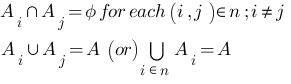 A_i ∩ A_j = ϕ for each (i , j ) ∈ n ; i ≠ j
A_i ∪ A_j = A (or) ⋃_{i ∈ n} A_i = A